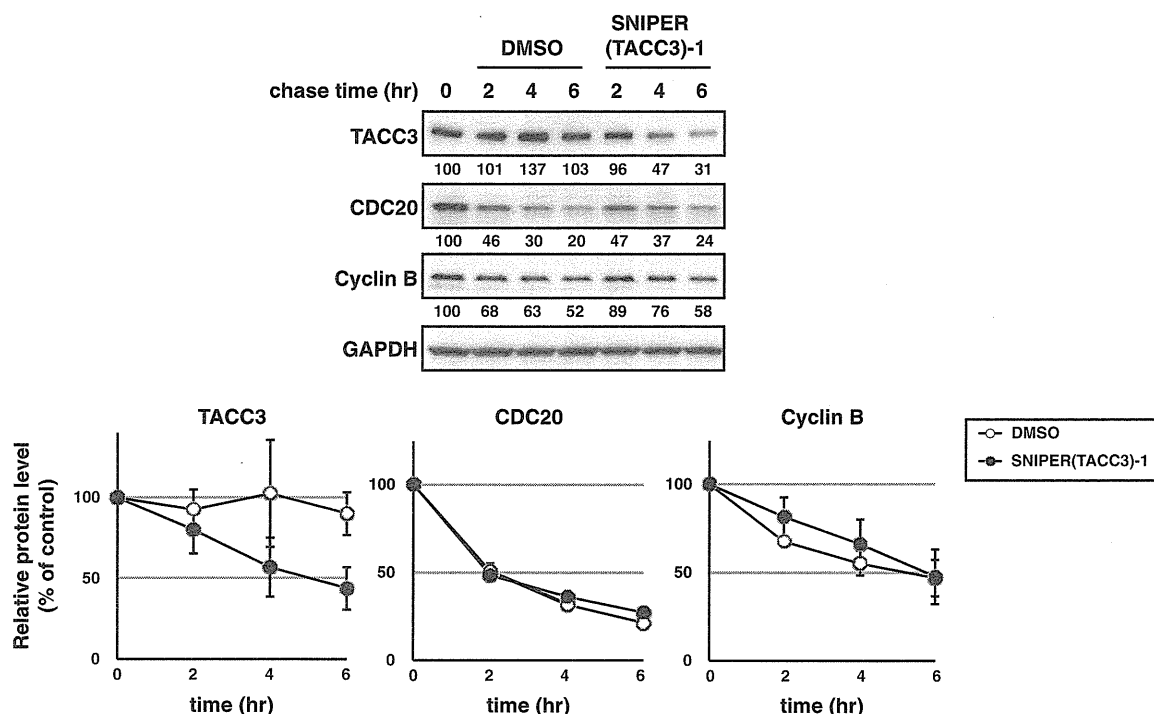 SNIPER
DMSO (TACC3)-1
chase time (hr) 0 2 4 6 2 4 6
TACC3
100 101 137 103 96 47 31
CDC20
100 46 30 20 47 37 24
Cyclin B
100 68 63 52 89 76 58
GAPDH
TACC3 CDC20 Cyclin B
DMSO
SNIPER(TACC3)-1
Relative protein level
(% of control)
100 100 100
50 50 50
0 0 0
0 2 4 6 0 2 4 6 0 2 4 6
time (hr) time (hr) time (hr)